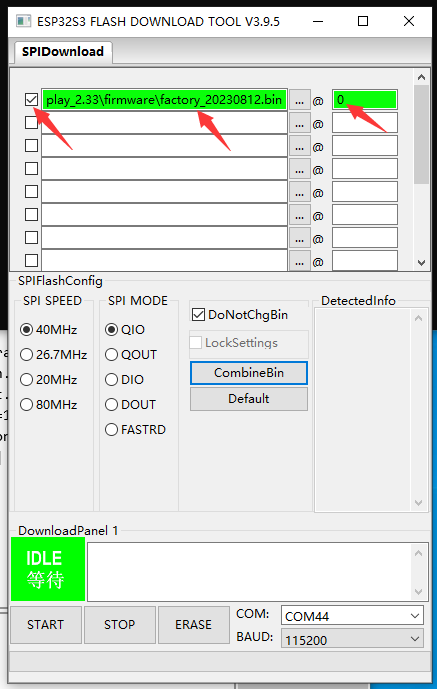 ESP32S3 FLASH DOWNLOAD TOOL V3.9.5
SPIDownload
play_2.33\firmware\factory_20230812.bin ... @ 0
... @
... @
... @
... @
... @
... @
... @
SPIFlashConfig
SPI SPEED
40MHz
26.7MHz
20MHz
80MHz
SPI MODE
QIO
QOUT
DIO
DOUT
FASTRD
DoNotChgBin
LockSettings
CombineBin
Default
DetectedInfo
DownloadPanel 1
IDLE
等待
START STOP ERASE
COM: COM44
BAUD: 115200